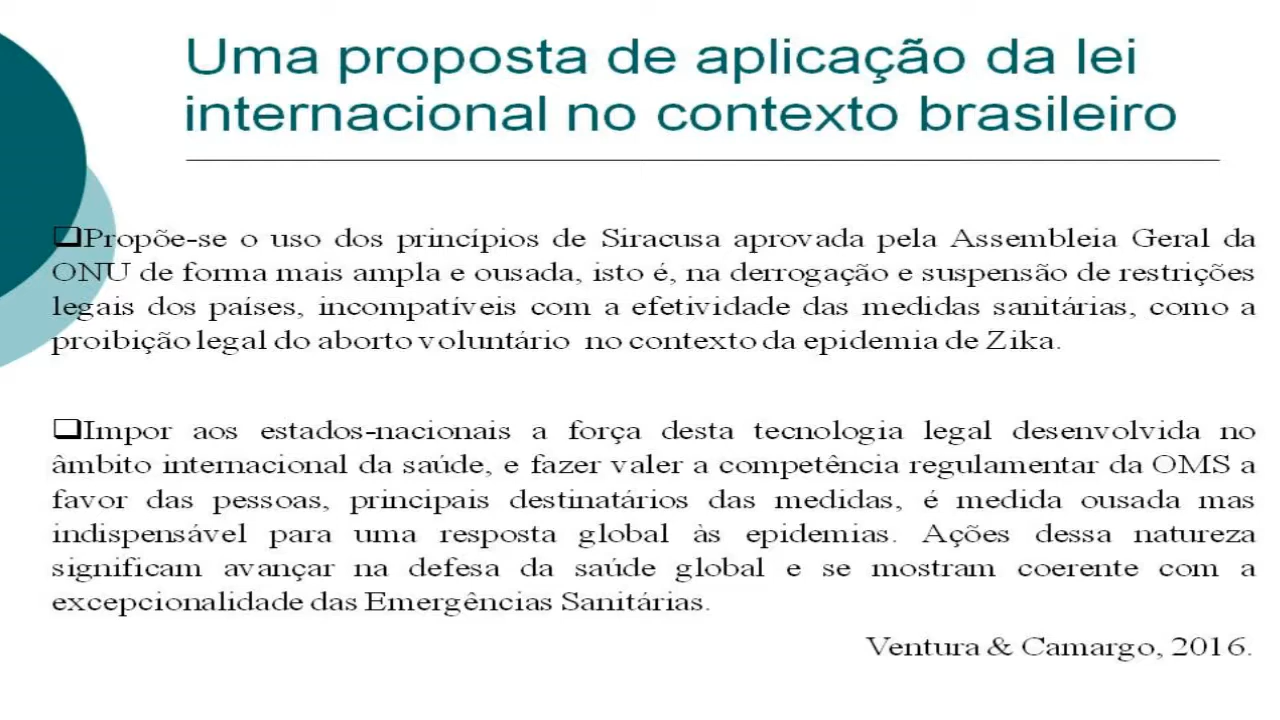 Uma proposta de aplicação da lei
internacional no contexto brasileiro
❑Propõe-se o uso dos princípios de Siracusa aprovada pela Assembleia Geral da
ONU de forma mais ampla e ousada, isto é, na derrogação e suspensão de restrições
legais dos países, incompatíveis com a efetividade das medidas sanitárias, como a
proibição legal do aborto voluntário no contexto da epidemia de Zika.
❑Impor aos estados-nacionais a força desta tecnologia legal desenvolvida no
âmbito internacional da saúde, e fazer valer a competência regulamentar da OMS a
favor das pessoas, principais destinatários das medidas, é medida ousada mas
indispensável para uma resposta global às epidemias. Ações dessa natureza
significam avançar na defesa da saúde global e se mostram coerente com a
excepcionalidade das Emergências Sanitárias.
Ventura & Camargo, 2016.